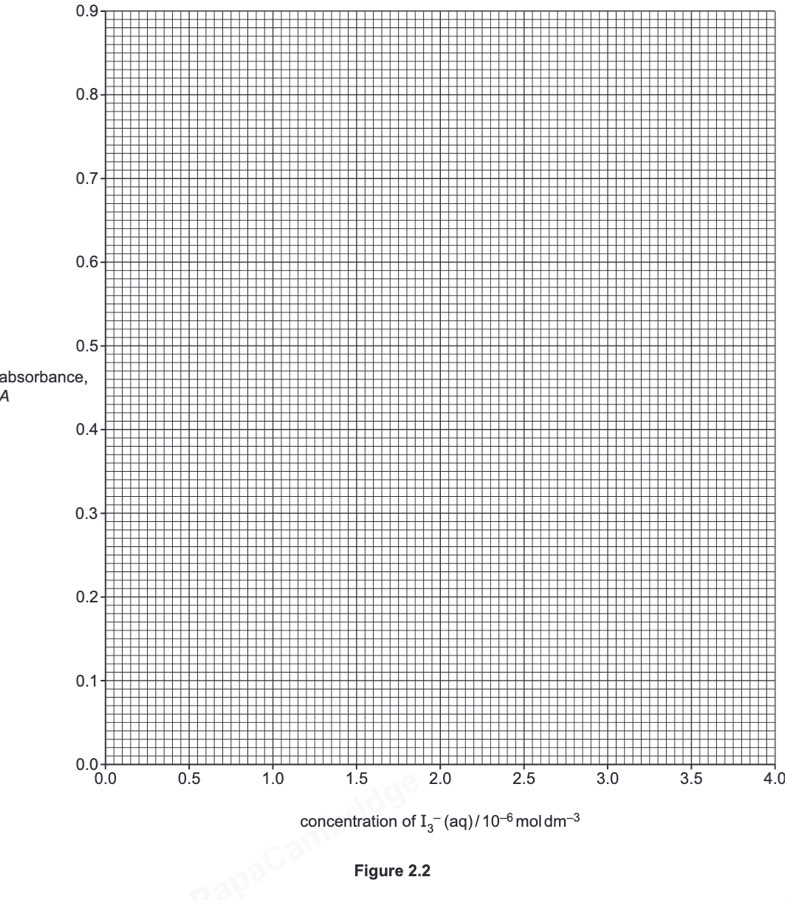 0.9
0.8
0.7
0.6
0.5
absorbance,
A
0.4
0.3
0.2
0.1
0.0
0.0 0.5 1.0 1.5 2.0 2.5 3.0 3.5 4.0
concentration of I₃⁻ (aq) / 10⁻⁶ mol dm⁻³
Figure 2.2
PapaCambridge